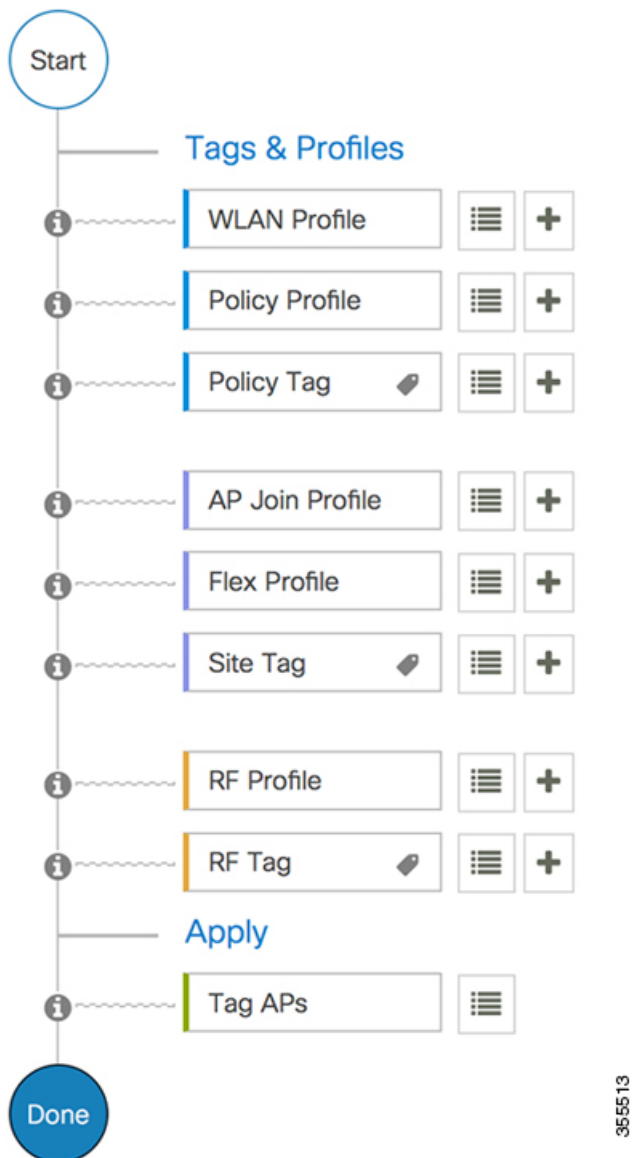 Start
Tags & Profiles
WLAN Profile
Policy Profile
Policy Tag
AP Join Profile
Flex Profile
Site Tag
RF Profile
RF Tag
Apply
Tag APs
Done
355513